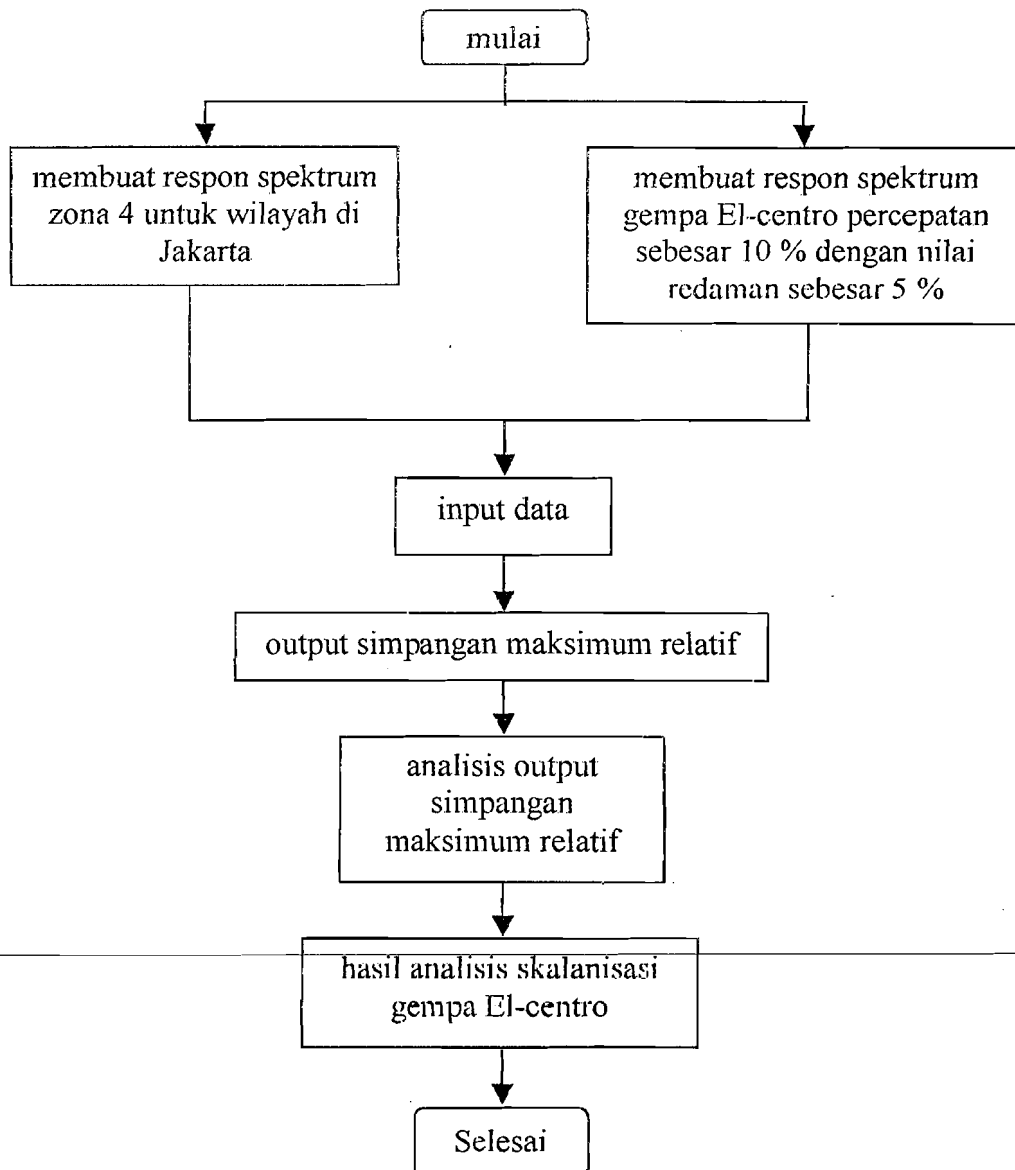 mulai
membuat respon spektrum
zona 4 untuk wilayah di
Jakarta
membuat respon spektrum
gempa El-centro percepatan
sebesar 10 % dengan nilai
redaman sebesar 5 %
input data
output simpangan maksimum relatif
analisis output
simpangan
maksimum relatif
hasil analisis skalanisasi
gempa El-centro
Selesai